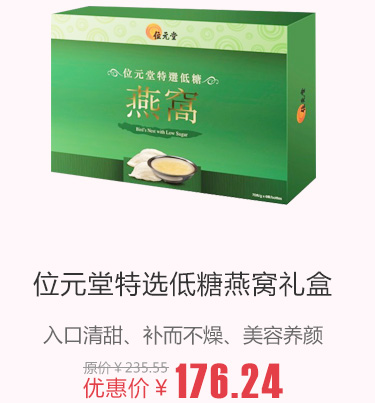 位元堂
位元堂特選低糖
燕窩
Bird's Nest with Low Sugar
位元堂特选低糖燕窝礼盒
入口清甜、补而不燥、美容养颜
原价￥235.55
优惠价￥176.24